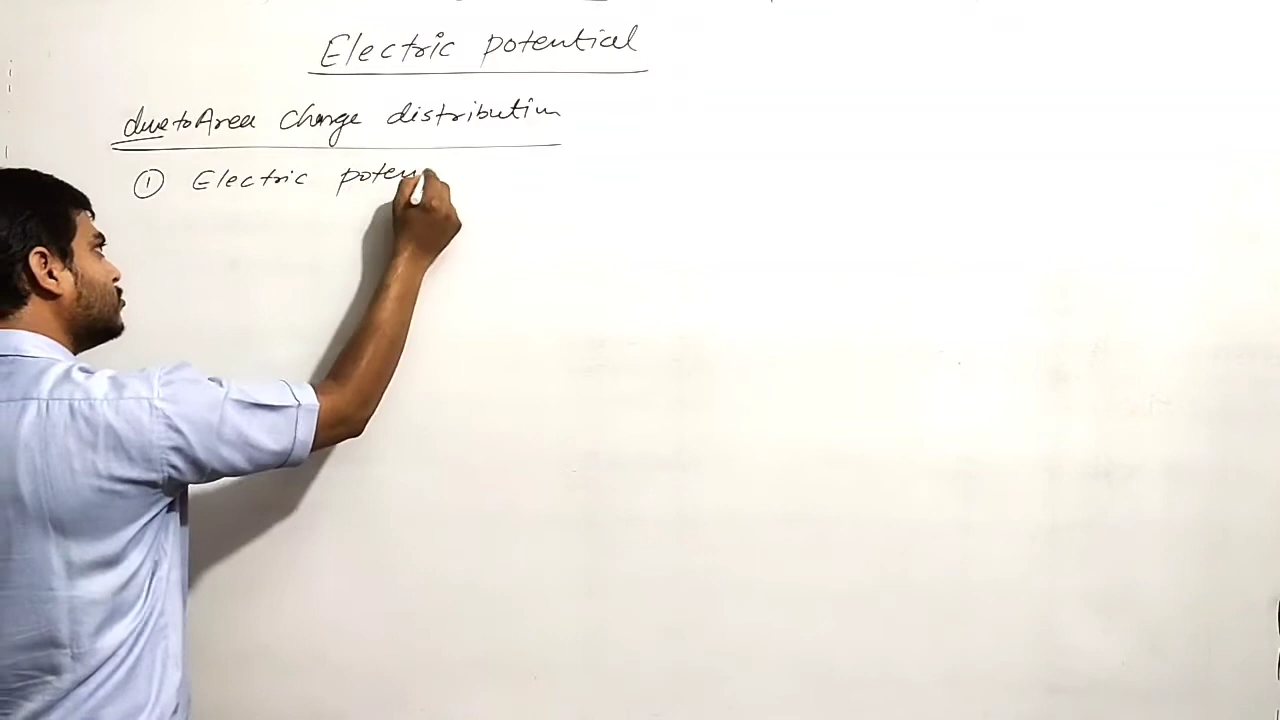 Electric potential
due to Area charge distribution
① Electric poten